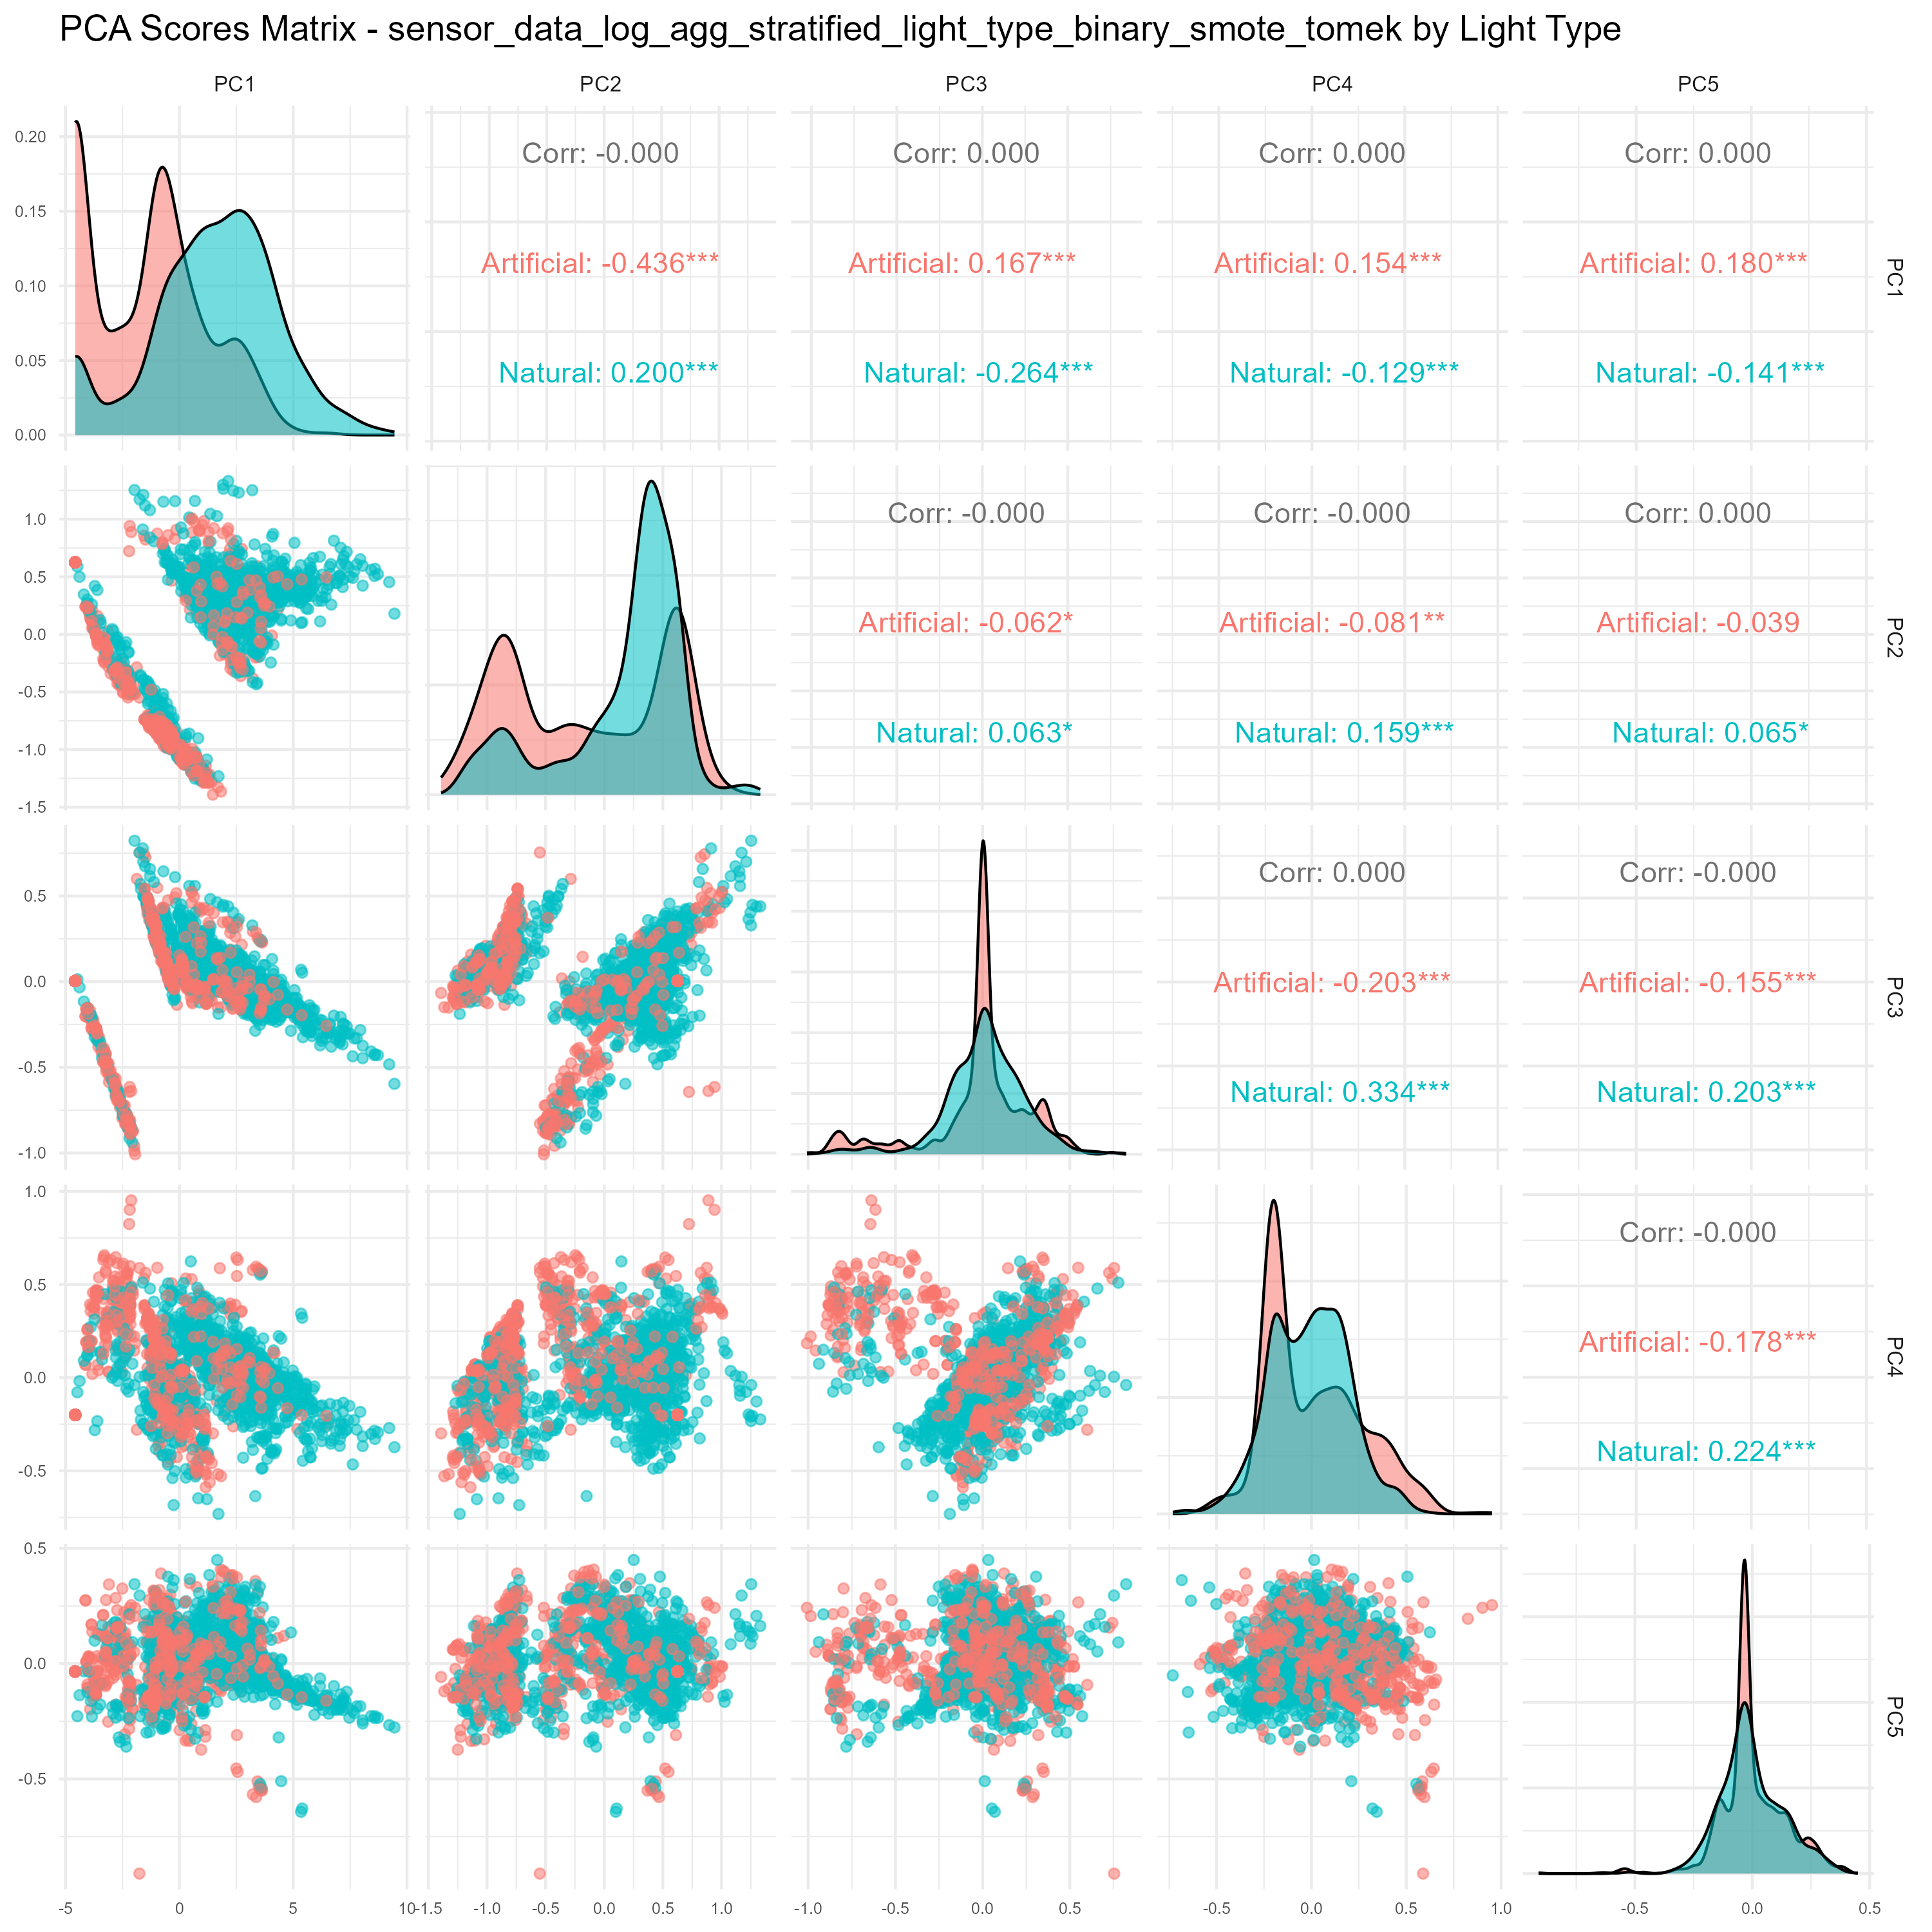 PCA Scores Matrix - sensor_data_log_agg_stratified_light_type_binary_smote_tomek by Light Type
PC1 PC2 PC3 PC4 PC5
0.20
0.15
0.10
0.05
0.00
Corr: -0.000
Artificial: -0.436***
Natural: 0.200***
Corr: 0.000
Artificial: 0.167***
Natural: -0.264***
Corr: 0.000
Artificial: 0.154***
Natural: -0.129***
Corr: 0.000
Artificial: 0.180***
Natural: -0.141***
PC1
1.0
0.5
0.0
-0.5
-1.0
-1.5
Corr: -0.000
Artificial: -0.062*
Natural: 0.063*
Corr: -0.000
Artificial: -0.081**
Natural: 0.159***
Corr: 0.000
Artificial: -0.039
Natural: 0.065*
PC2
0.5
0.0
-0.5
-1.0
Corr: 0.000
Artificial: -0.203***
Natural: 0.334***
Corr: -0.000
Artificial: -0.155***
Natural: 0.203***
PC3
1.0
0.5
0.0
-0.5
Corr: -0.000
Artificial: -0.178***
Natural: 0.224***
PC4
0.5
0.0
-0.5
PC5
-5 0 5 10
-1.5 -1.0 -0.5 0.0 0.5 1.0
-1.0 -0.5 0.0 0.5
-0.5 0.0 0.5 1.0
-0.5 0.0 0.5